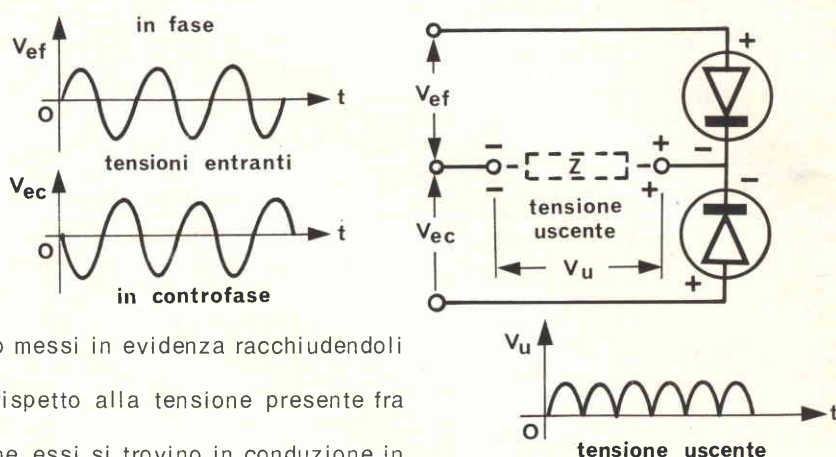 in fase
Vef
O
t
tensioni entranti
Vec
O
t
in controfase
+
Vef
−
−
+
−
Z
−
+
−
Vec
tensione
uscente
Vu
+
o messi in evidenza racchiudendoli
rispetto alla tensione presente fra
ne essi si trovino in conduzione in
Vu
O
t
tensione uscente